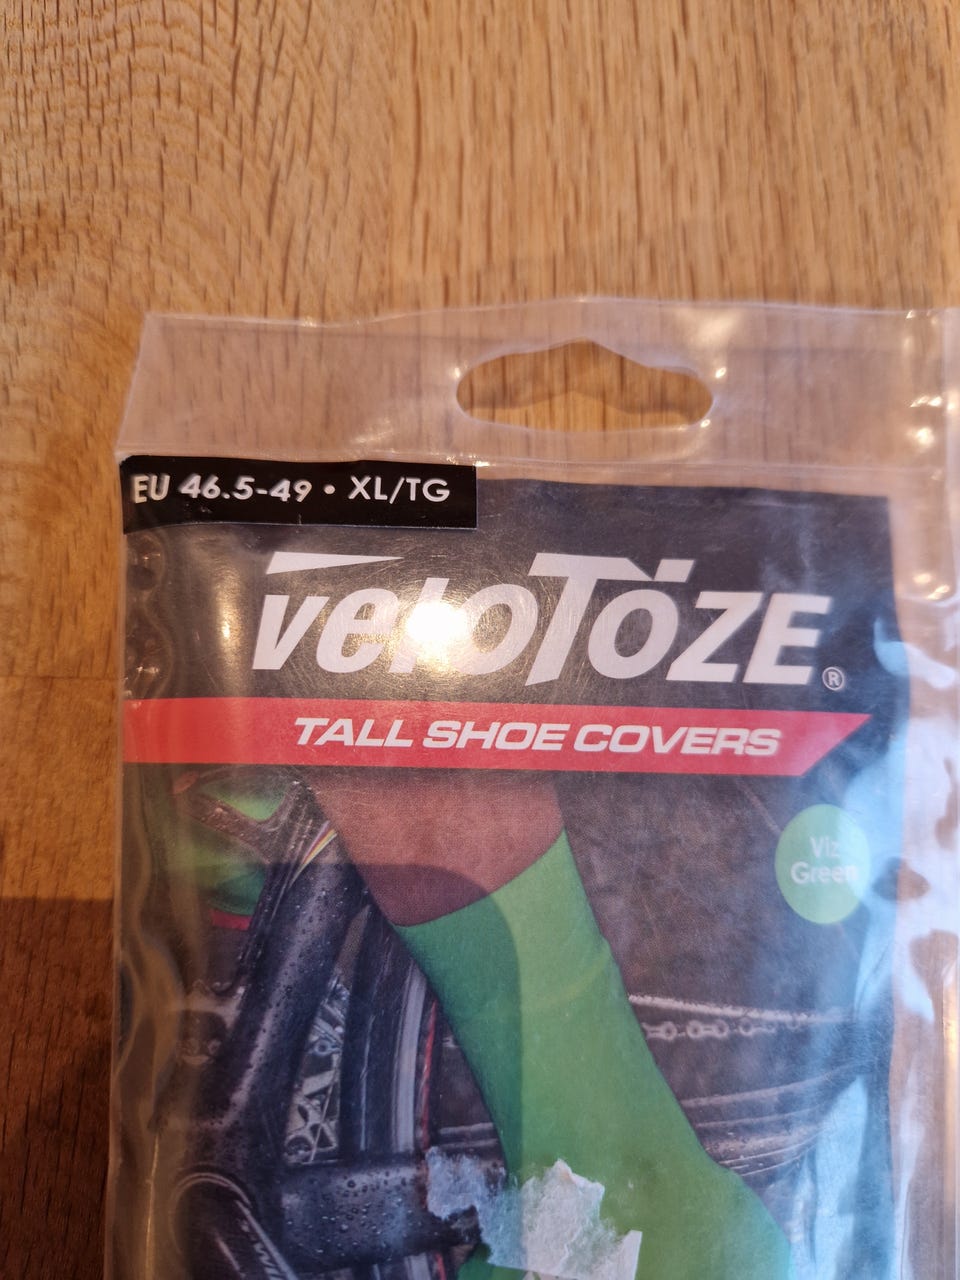 EU 46.5-49 • XL/TG
veloToze®
TALL SHOE COVERS
Viz
Green